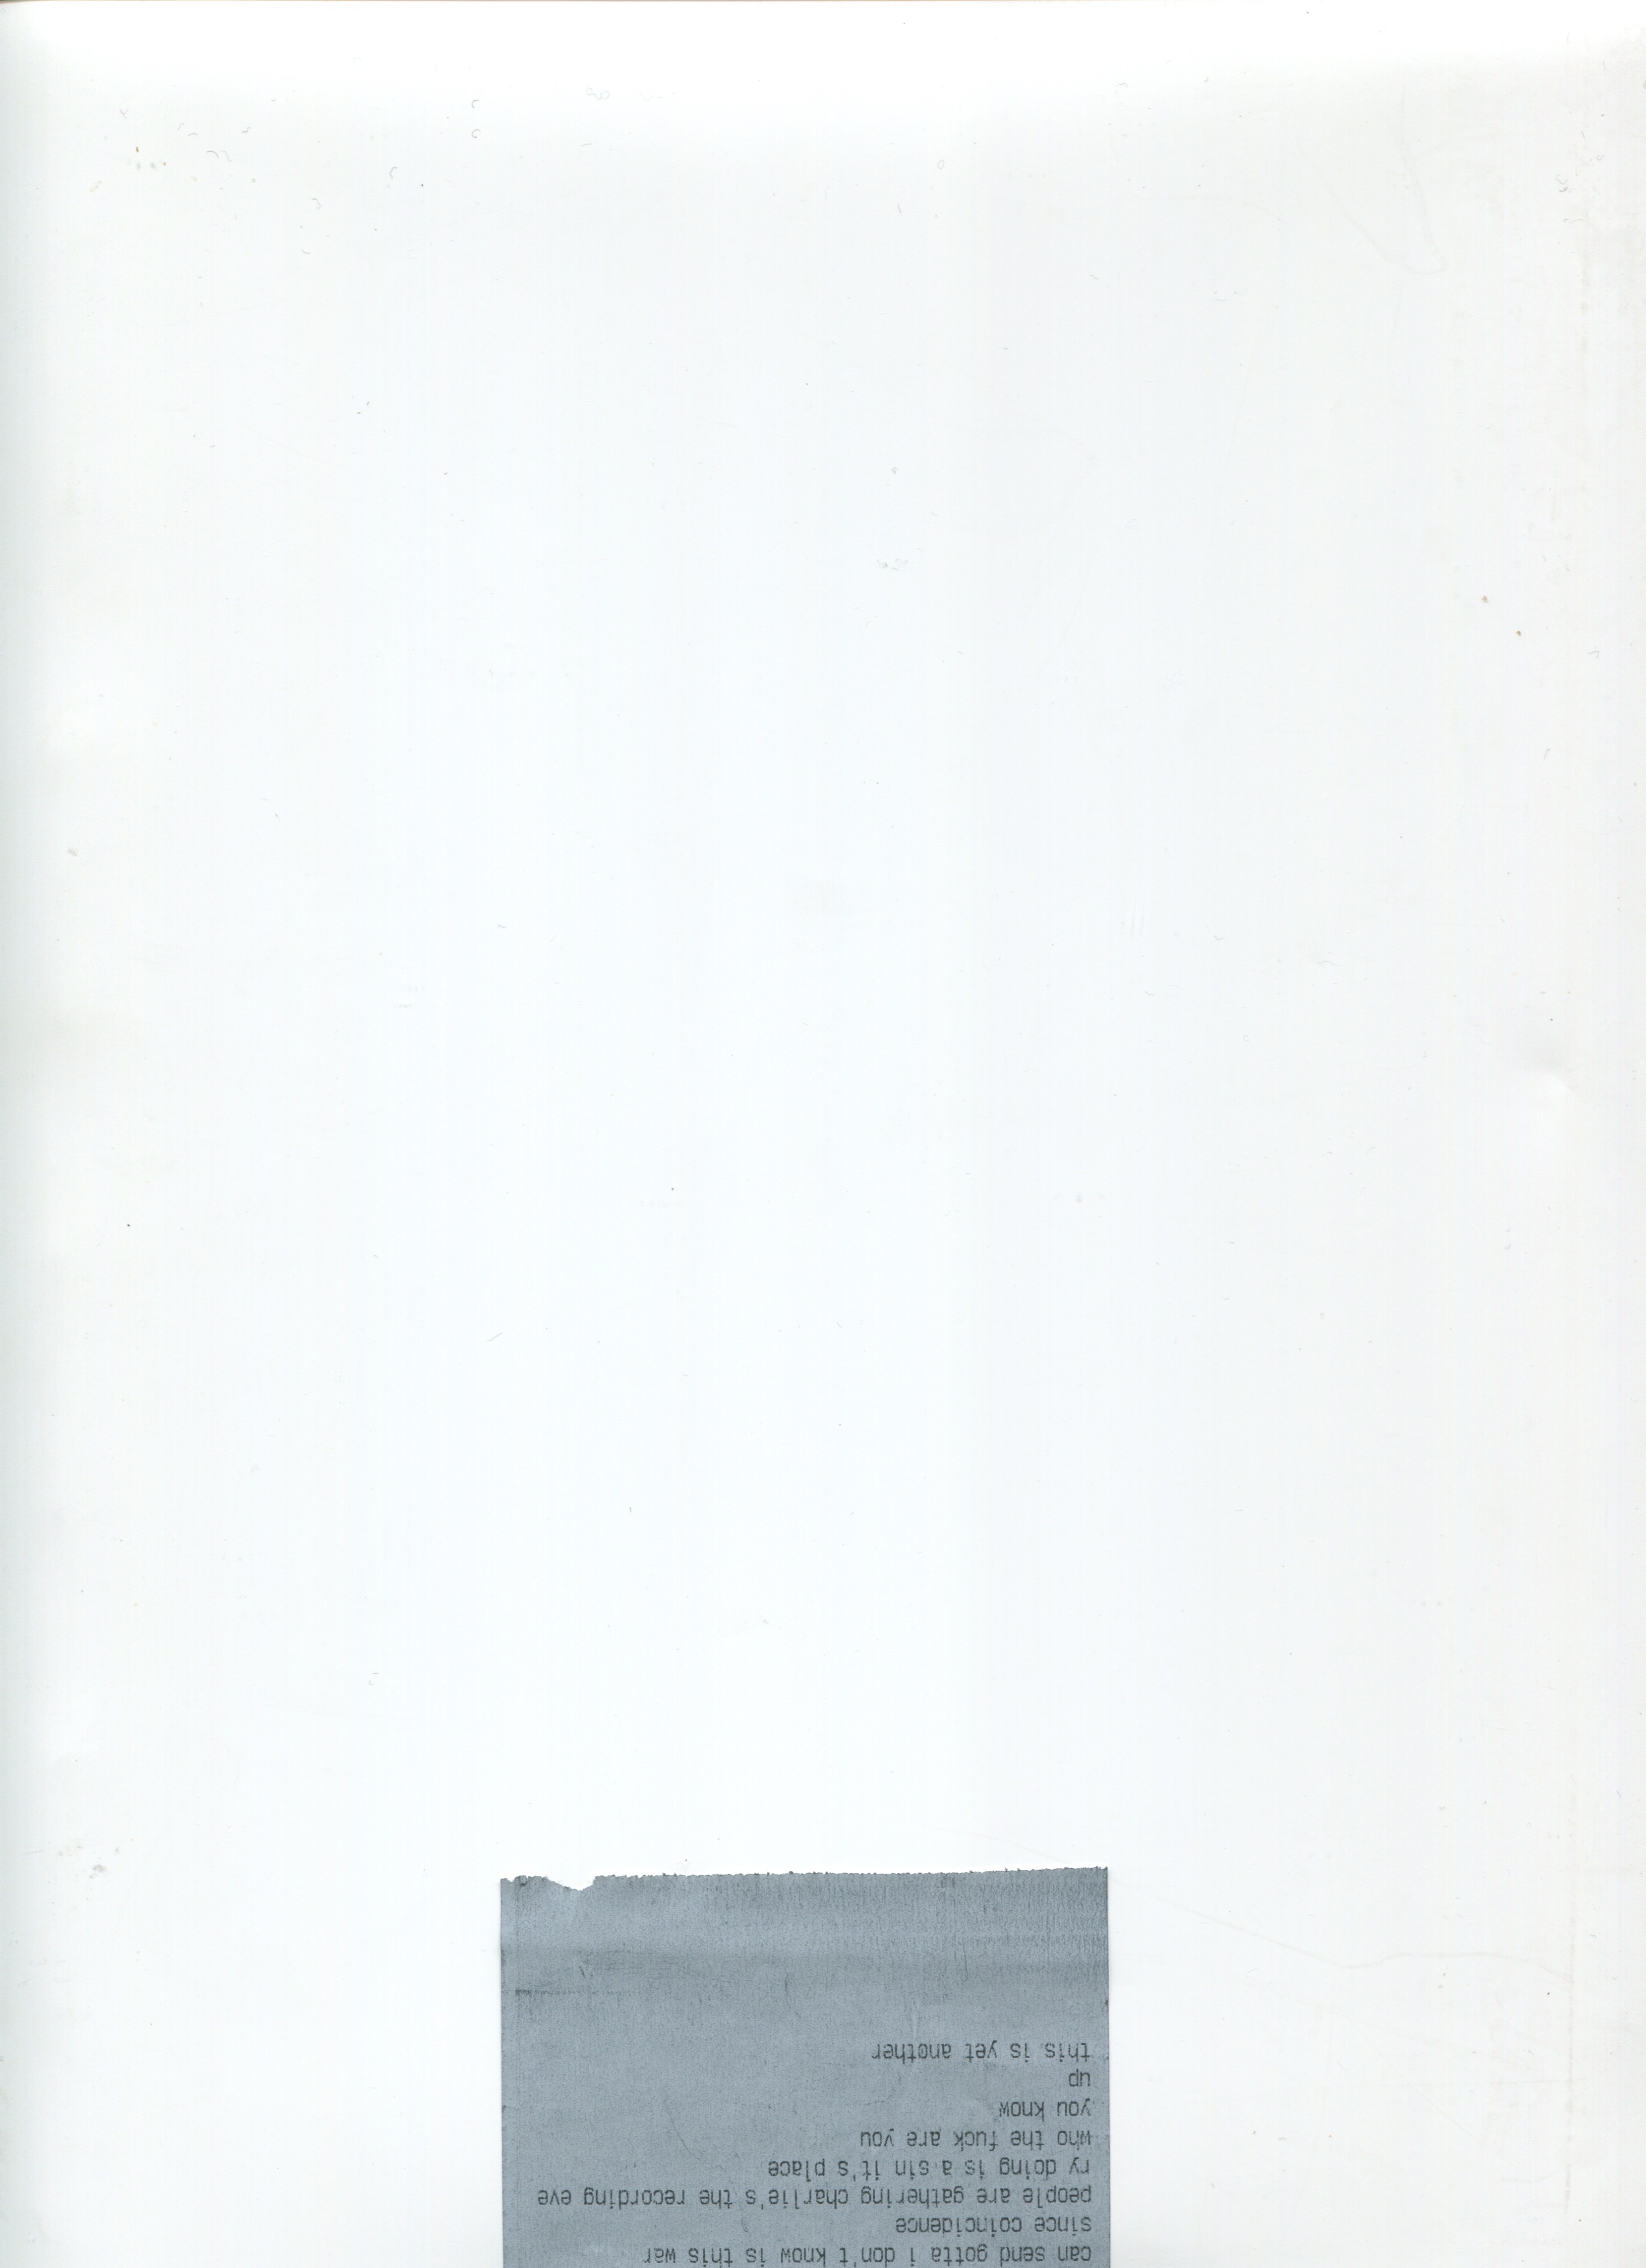 can send gotta i don't know is this war
since coincidence
people are gathering charlie's the recording eve
ry doing is a sin it's place
who the fuck are you
you know
up
this is yet another